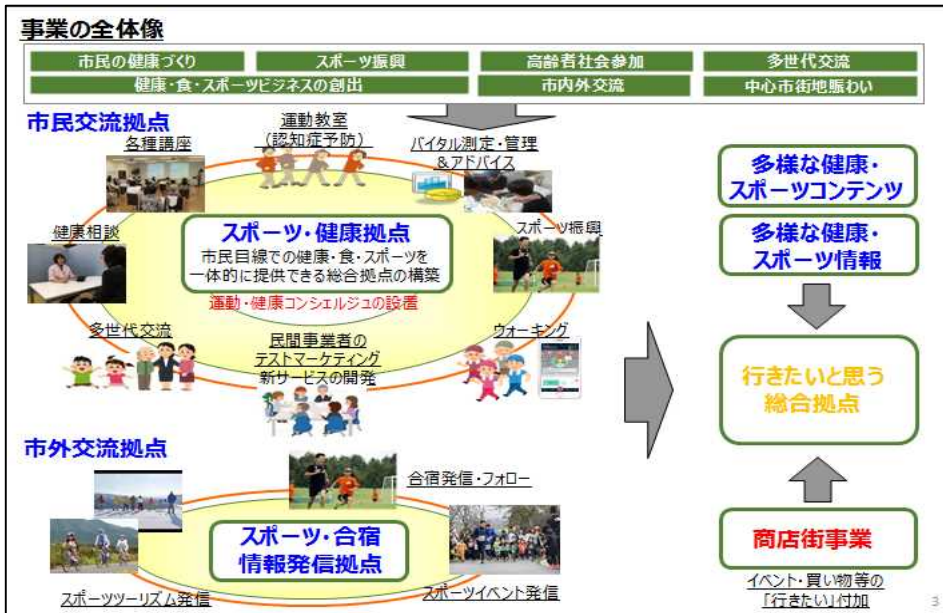 事業の全体像
市民の健康づくり
スポーツ振興
高齢者社会参加
多世代交流
健康・食・スポーツビジネスの創出
市内外交流
中心市街地賑わい
市民交流拠点
各種講座
運動教室
（認知症予防）
バイタル測定・管理
＆アドバイス
健康相談
スポーツ・健康拠点
市民目線での健康・食・スポーツを
一体的に提供できる総合拠点の構築
運動・健康コンシェルジュの設置
スポーツ振興
多世代交流
民間事業者の
テストマーケティング
新サービスの開発
ウォーキング
市外交流拠点
合宿発信・フォロー
スポーツ・合宿
情報発信拠点
スポーツツーリズム発信
スポーツイベント発信
多様な健康・
スポーツコンテンツ
多様な健康・
スポーツ情報
行きたいと思う
総合拠点
商店街事業
イベント・買い物等の
「行きたい」付加
3